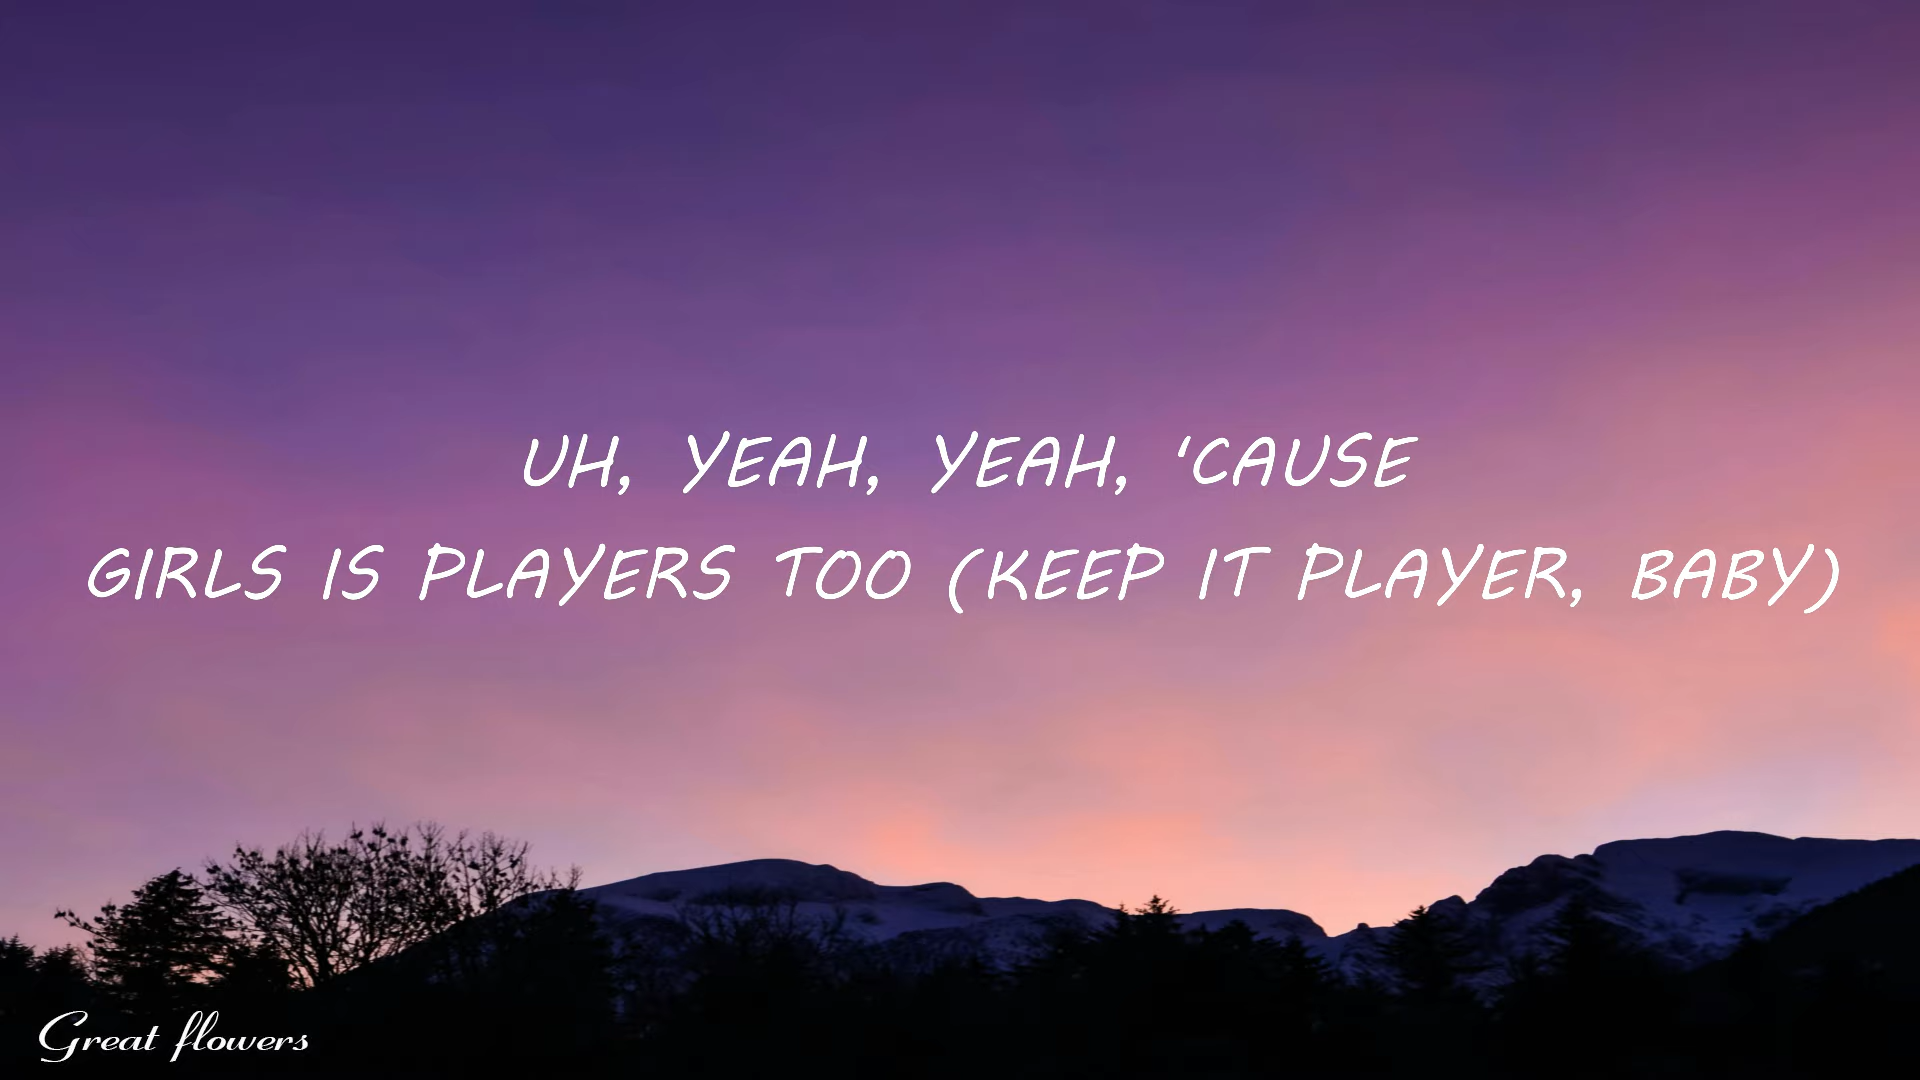 UH, YEAH, YEAH, 'CAUSE
GIRLS IS PLAYERS TOO (KEEP IT PLAYER, BABY)
Great flowers